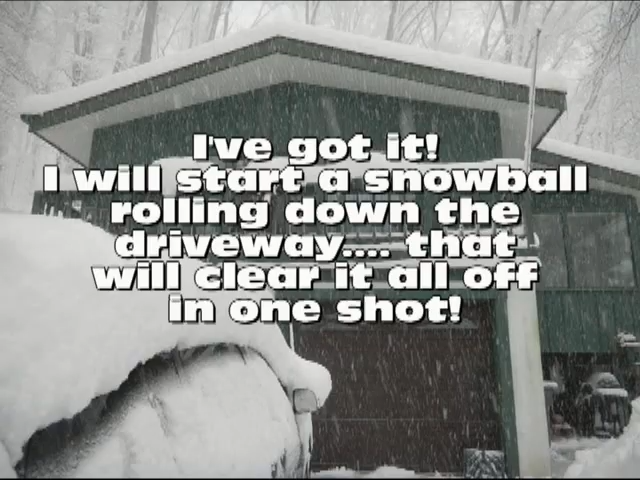 I've got it!
I will start a snowball
rolling down the
driveway.... that
will clear it all off
in one shot!